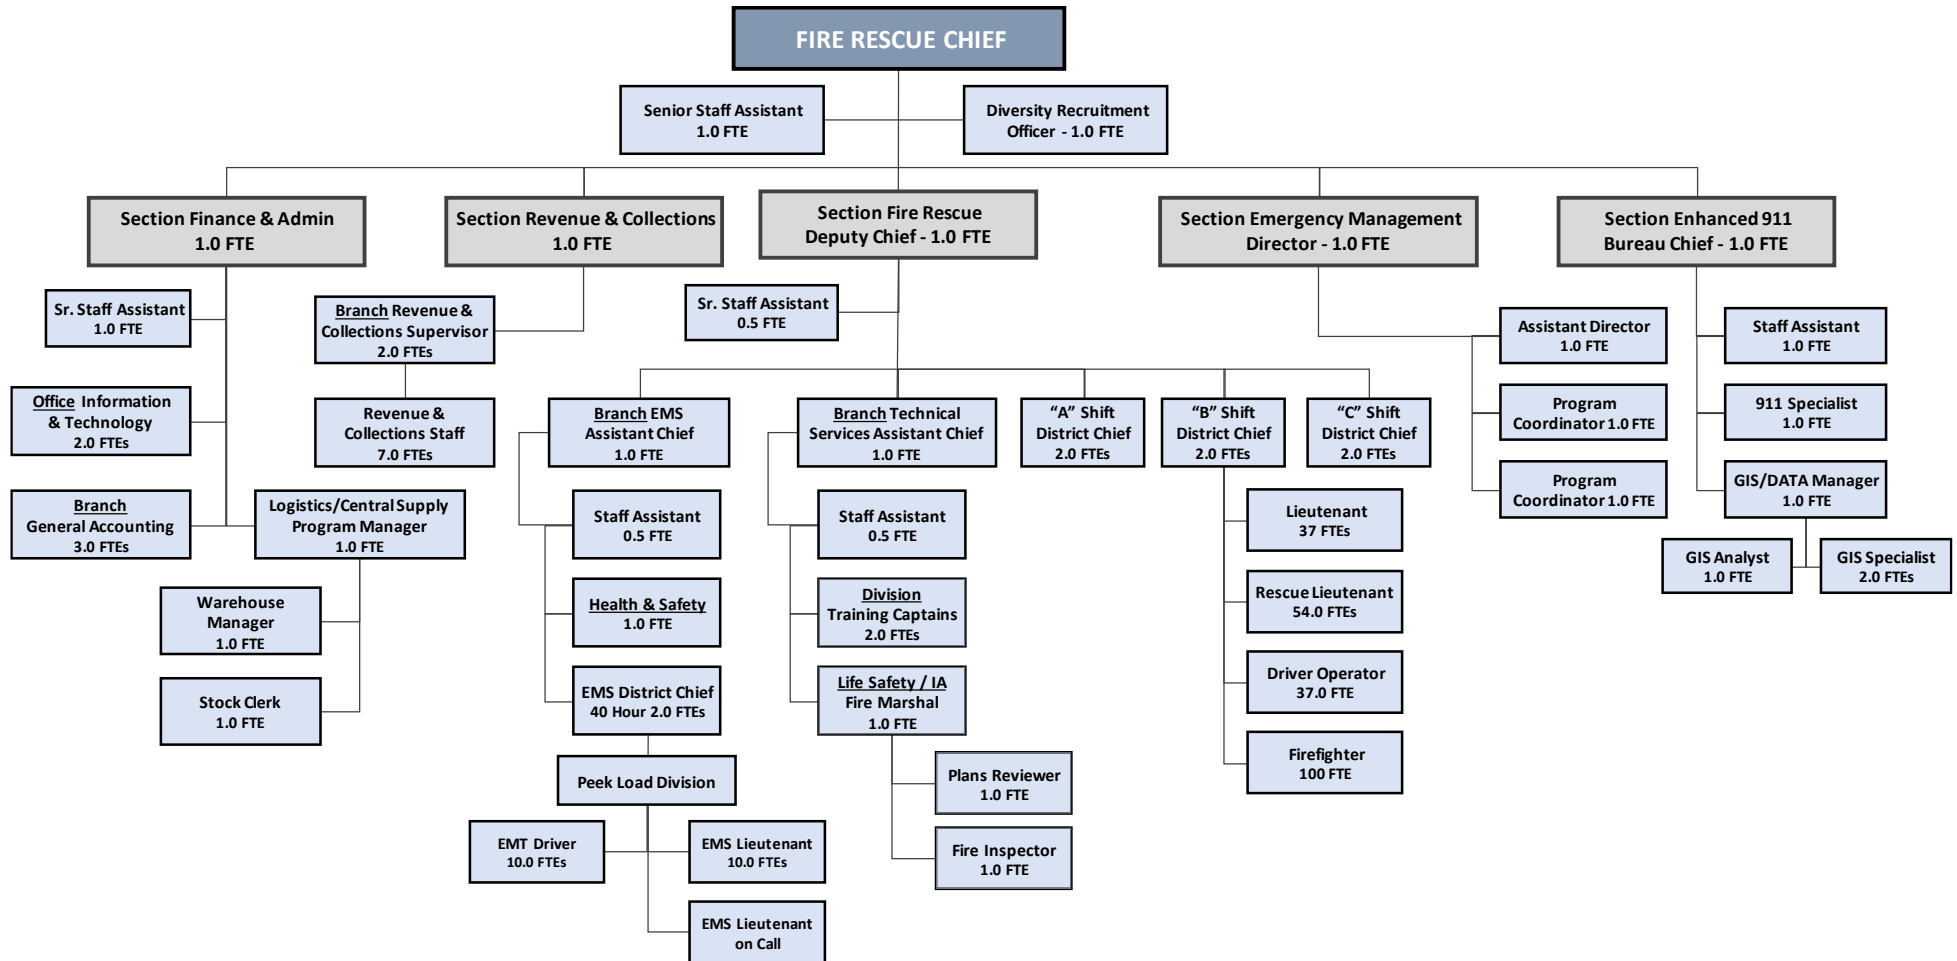 FIRE RESCUE CHIEF
Senior Staff Assistant
1.0 FTE
Diversity Recruitment
Officer - 1.0 FTE
Section Finance & Admin
1.0 FTE
Section Revenue & Collections
1.0 FTE
Section Fire Rescue
Deputy Chief - 1.0 FTE
Section Emergency Management
Director - 1.0 FTE
Section Enhanced 911
Bureau Chief - 1.0 FTE
Sr. Staff Assistant
1.0 FTE
Office Information
& Technology
2.0 FTEs
Branch
General Accounting
3.0 FTEs
Logistics/Central Supply
Program Manager
1.0 FTE
Warehouse
Manager
1.0 FTE
Stock Clerk
1.0 FTE
Branch Revenue &
Collections Supervisor
2.0 FTEs
Revenue &
Collections Staff
7.0 FTEs
Sr. Staff Assistant
0.5 FTE
Branch EMS
Assistant Chief
1.0 FTE
Staff Assistant
0.5 FTE
Health & Safety
1.0 FTE
EMS District Chief
40 Hour 2.0 FTEs
Peek Load Division
EMT Driver
10.0 FTEs
EMS Lieutenant
10.0 FTEs
EMS Lieutenant
on Call
Branch Technical
Services Assistant Chief
1.0 FTE
Staff Assistant
0.5 FTE
Division
Training Captains
2.0 FTEs
Life Safety / IA
Fire Marshal
1.0 FTE
Plans Reviewer
1.0 FTE
Fire Inspector
1.0 FTE
“A” Shift
District Chief
2.0 FTEs
“B” Shift
District Chief
2.0 FTEs
“C” Shift
District Chief
2.0 FTEs
Lieutenant
37 FTEs
Rescue Lieutenant
54.0 FTEs
Driver Operator
37.0 FTE
Firefighter
100 FTE
Assistant Director
1.0 FTE
Program
Coordinator 1.0 FTE
Program
Coordinator 1.0 FTE
Staff Assistant
1.0 FTE
911 Specialist
1.0 FTE
GIS/DATA Manager
1.0 FTE
GIS Analyst
1.0 FTE
GIS Specialist
2.0 FTEs